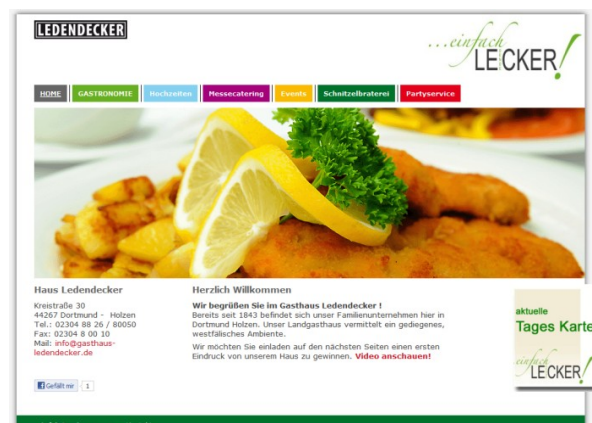 LEDENDECKER
...einfach
LECKER!
HOME GASTRONOMIE Hochzeiten Messecatering Events Schnitzelbraterei Partyservice
Haus Ledendecker
Kreistraße 30
44267 Dortmund - Holzen
Tel.: 02304 88 26 / 80050
Fax: 02304 8 00 10
Mail: info@gasthaus-
ledendecker.de
Gefällt mir 1
Herzlich Willkommen
Wir begrüßen Sie im Gasthaus Ledendecker !
Bereits seit 1843 befindet sich unser Familienunternehmen hier in
Dortmund Holzen. Unser Landgasthaus vermittelt ein gediegenes,
westfälisches Ambiente.
Wir möchten Sie einladen auf den nächsten Seiten einen ersten
Eindruck von unserem Haus zu gewinnen. Video anschauen!
aktuelle
Tages Karte
einfach
LECKER!